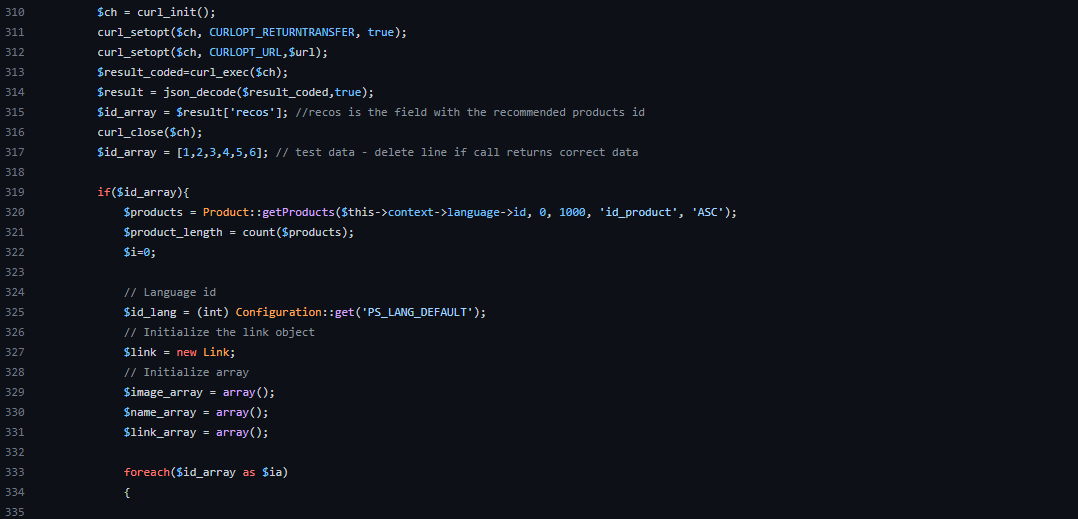 310 $ch = curl_init();
311 curl_setopt($ch, CURLOPT_RETURNTRANSFER, true);
312 curl_setopt($ch, CURLOPT_URL,$url);
313 $result_coded=curl_exec($ch);
314 $result = json_decode($result_coded,true);
315 $id_array = $result['recos']; //recos is the field with the recommended products id
316 curl_close($ch);
317 $id_array = [1,2,3,4,5,6]; // test data - delete line if call returns correct data
318
319 if($id_array){
320 $products = Product::getProducts($this->context->language->id, 0, 1000, 'id_product', 'ASC');
321 $product_length = count($products);
322 $i=0;
323
324 // Language id
325 $id_lang = (int) Configuration::get('PS_LANG_DEFAULT');
326 // Initialize the link object
327 $link = new Link;
328 // Initialize array
329 $image_array = array();
330 $name_array = array();
331 $link_array = array();
332
333 foreach($id_array as $ia)
334 {
335